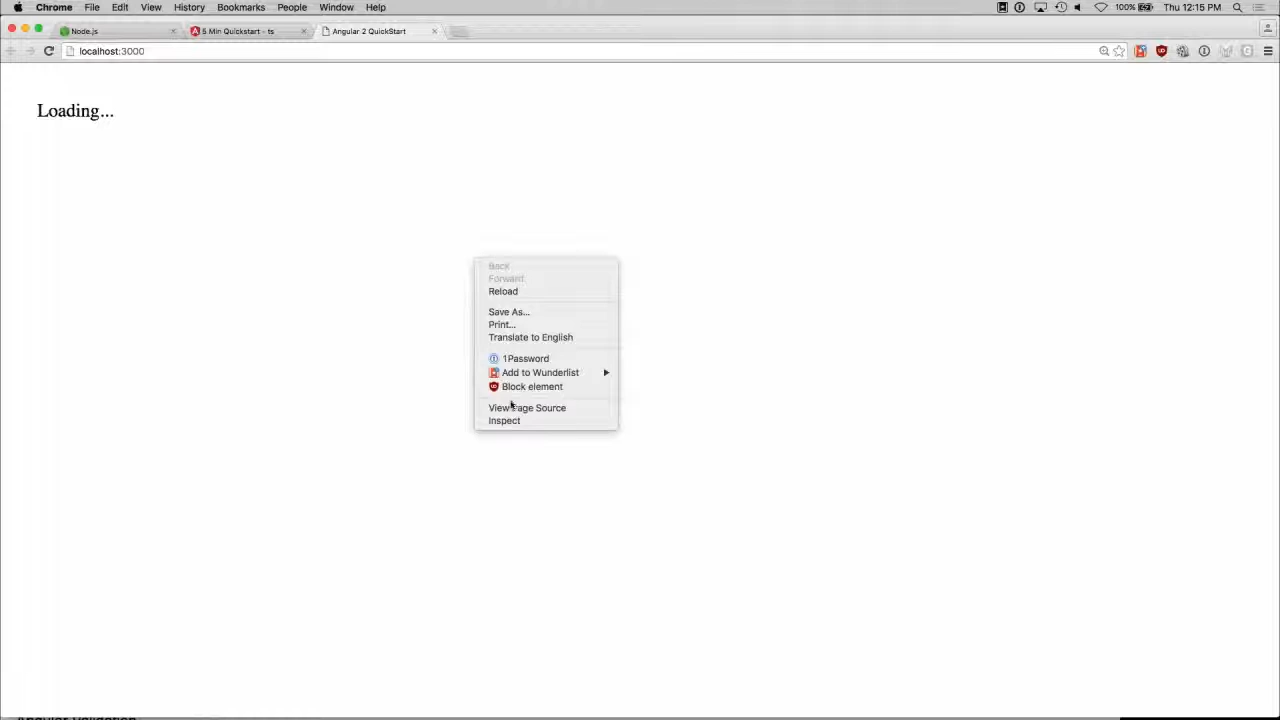 Chrome File Edit View History Bookmarks People Window Help 100% Thu 12:15 PM
Node.js 5 Min Quickstart - ts Angular 2 QuickStart
localhost:3000
Loading...
Back
Forward
Reload
Save As...
Print...
Translate to English
1Password
Add to Wunderlist
Block element
View Page Source
Inspect
Angular Validation